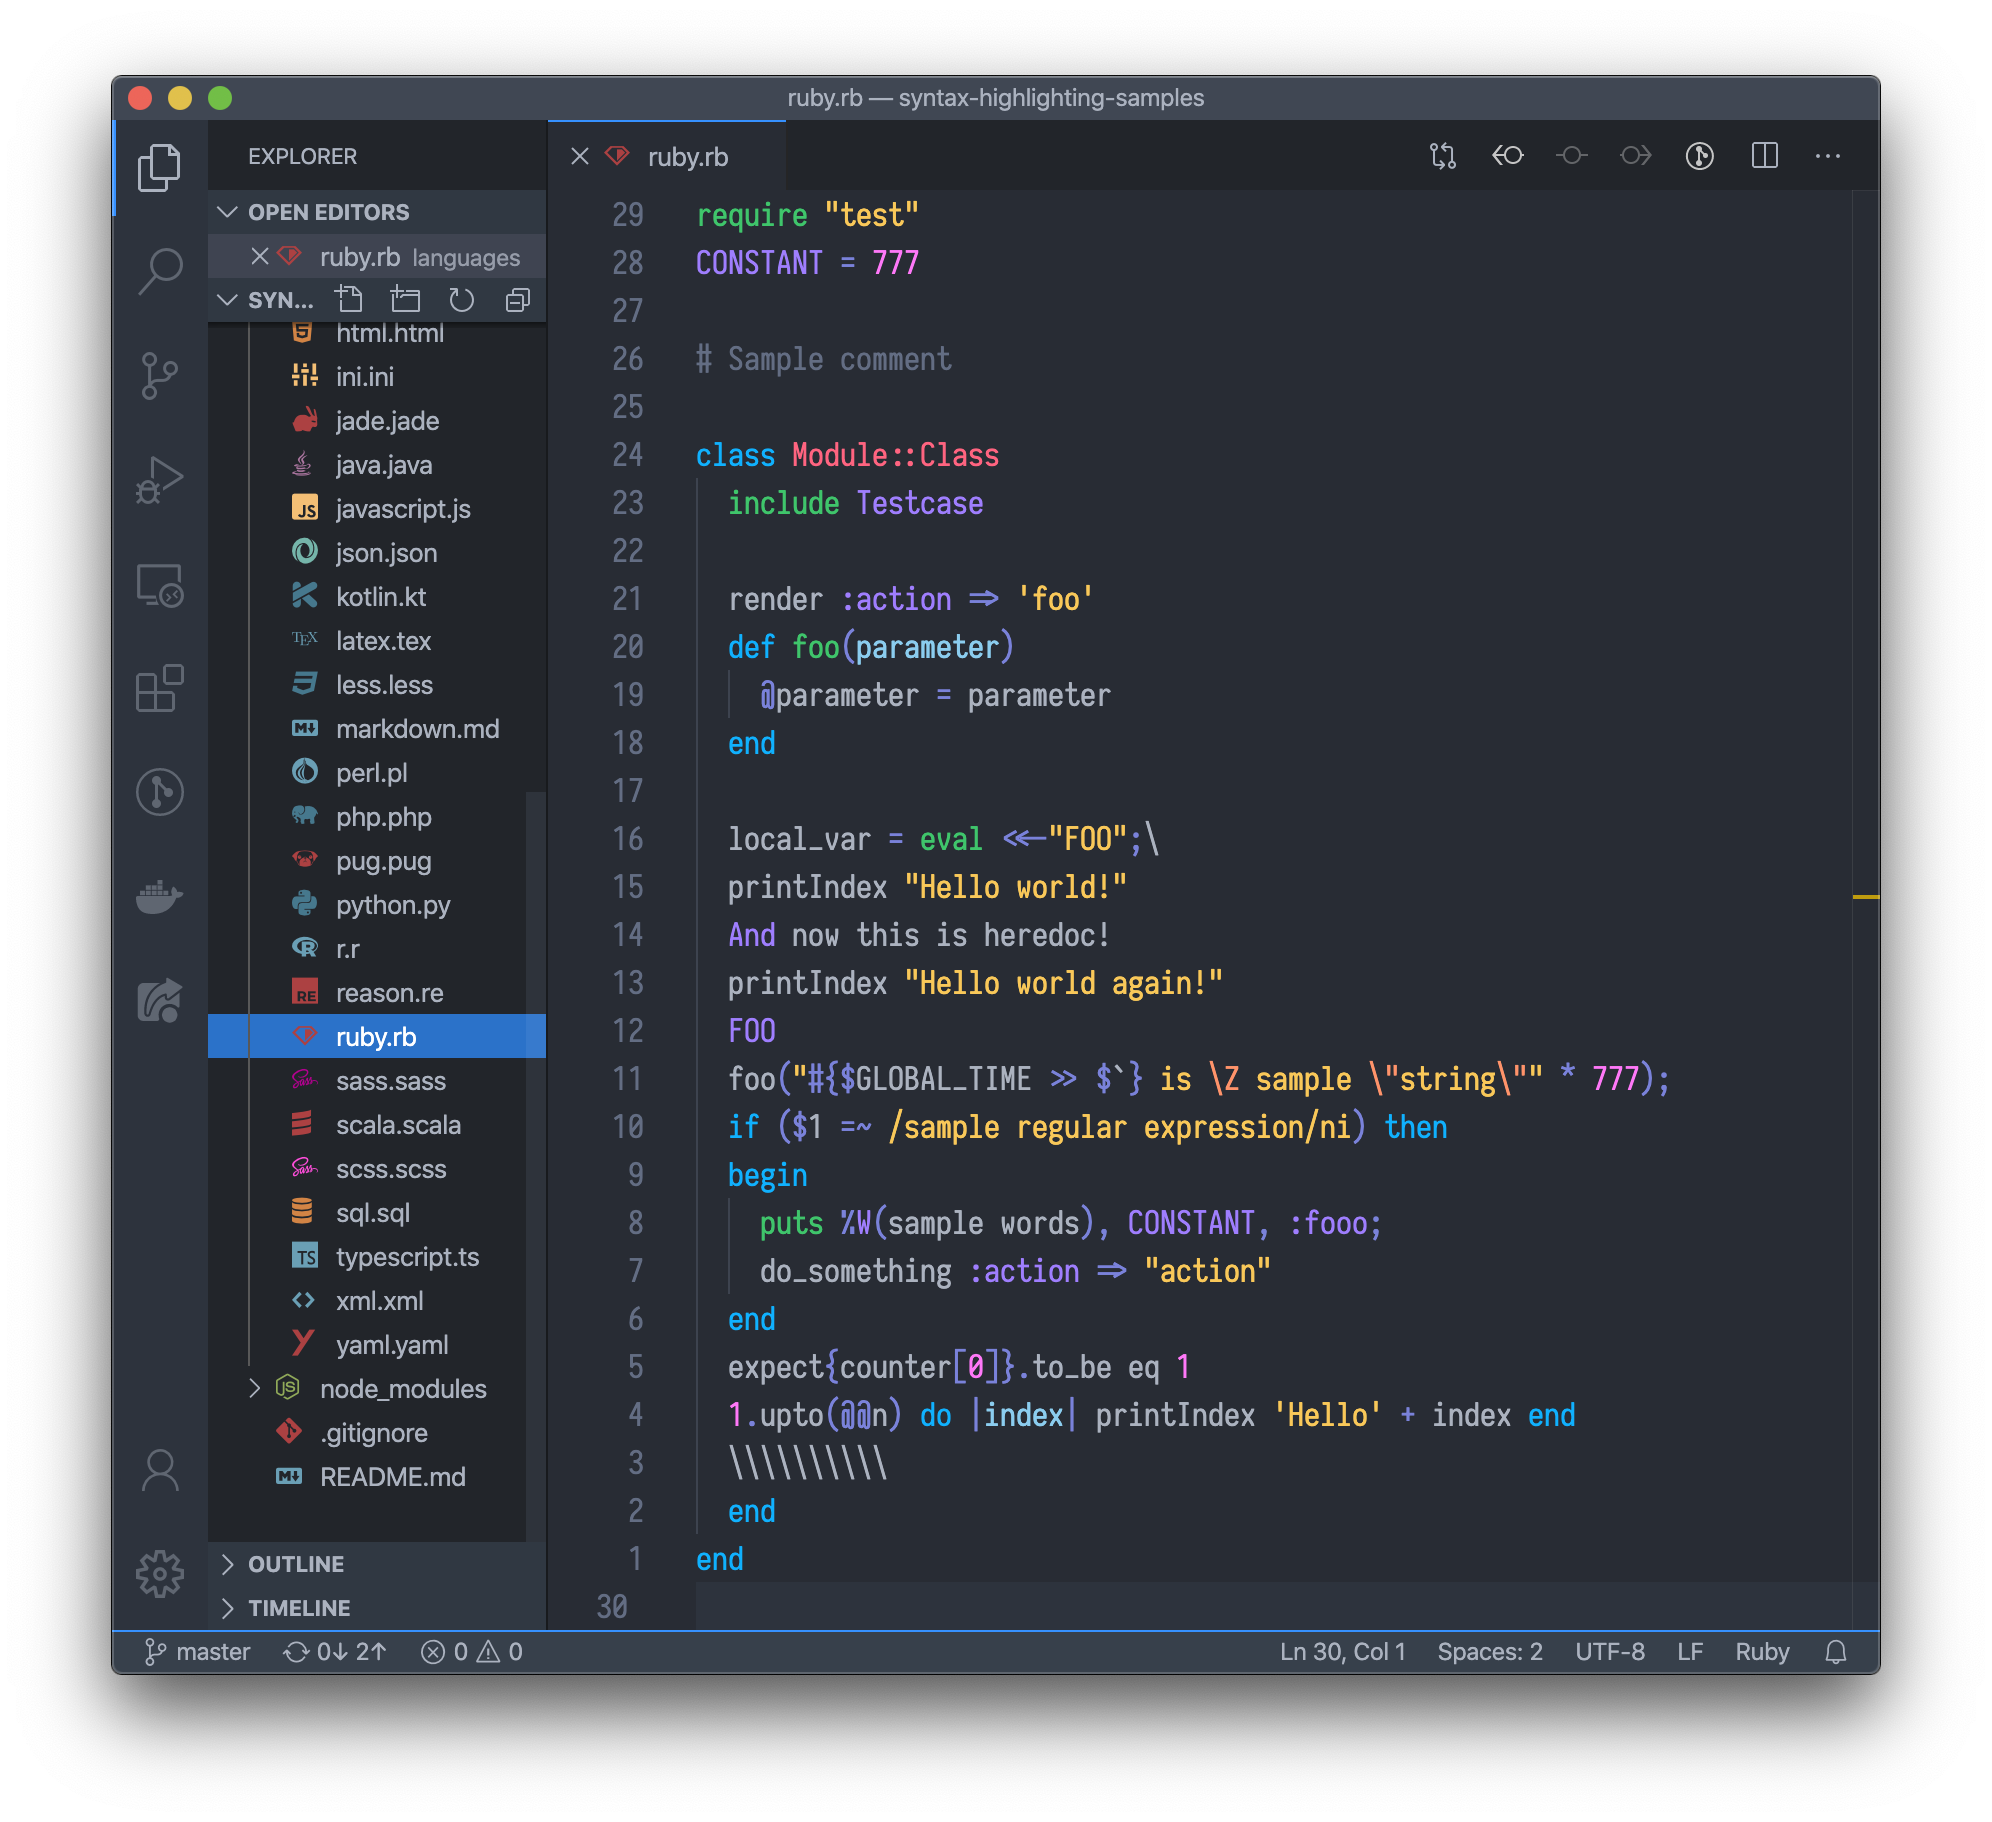 ruby.rb — syntax-highlighting-samples
EXPLORER
OPEN EDITORS
ruby.rb languages
SYN...
html.html
ini.ini
jade.jade
java.java
JS javascript.js
json.json
kotlin.kt
TEX latex.tex
less.less
M markdown.md
perl.pl
php.php
pug.pug
python.py
R r.r
RE reason.re
ruby.rb
Sass sass.sass
scala.scala
Sass scss.scss
sql.sql
TS typescript.ts
xml.xml
Y yaml.yaml
JS node_modules
.gitignore
M README.md
OUTLINE
TIMELINE
ruby.rb
29 require "test"
28 CONSTANT = 777
27
26 # Sample comment
25
24 class Module::Class
23   include Testcase
22
21   render :action => 'foo'
20   def foo(parameter)
19     @parameter = parameter
18   end
17
16   local_var = eval <<-"FOO";\
15   printIndex "Hello world!"
14   And now this is heredoc!
13   printIndex "Hello world again!"
12   FOO
11   foo("#{$GLOBAL_TIME >> $`} is \Z sample \"string\"" * 777);
10   if ($1 =~ /sample regular expression/ni) then
9   begin
8     puts %W(sample words), CONSTANT, :fooo;
7     do_something :action => "action"
6   end
5   expect{counter[0]}.to_be eq 1
4   1.upto(@@n) do |index| printIndex 'Hello' + index end
3   \\\\\\\\\\
2   end
1 end
30
master 0↓ 2↑ 0 0 Ln 30, Col 1 Spaces: 2 UTF-8 LF Ruby